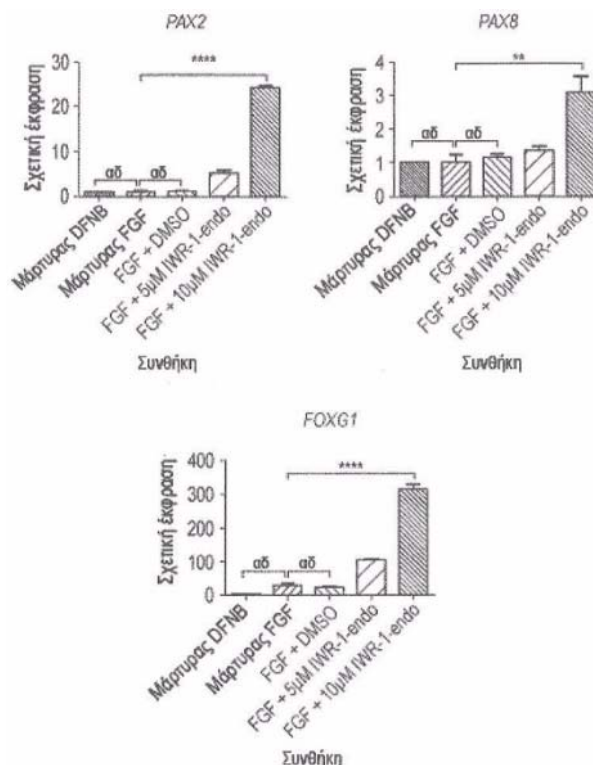 PAX2
Σχετική έκφραση
30
20
10
0
****
αδ
αδ
Μάρτυρας DFNB
Μάρτυρας FGF
FGF + DMSO
FGF + 5μM IWR-1-endo
FGF + 10μM IWR-1-endo
Συνθήκη
PAX8
Σχετική έκφραση
4
3
2
1
0
**
αδ
αδ
Μάρτυρας DFNB
Μάρτυρας FGF
FGF + DMSO
FGF + 5μM IWR-1-endo
FGF + 10μM IWR-1-endo
Συνθήκη
FOXG1
Σχετική έκφραση
400
300
200
100
0
****
αδ
αδ
Μάρτυρας DFNB
Μάρτυρας FGF
FGF + DMSO
FGF + 5μM IWR-1-endo
FGF + 10μM IWR-1-endo
Συνθήκη